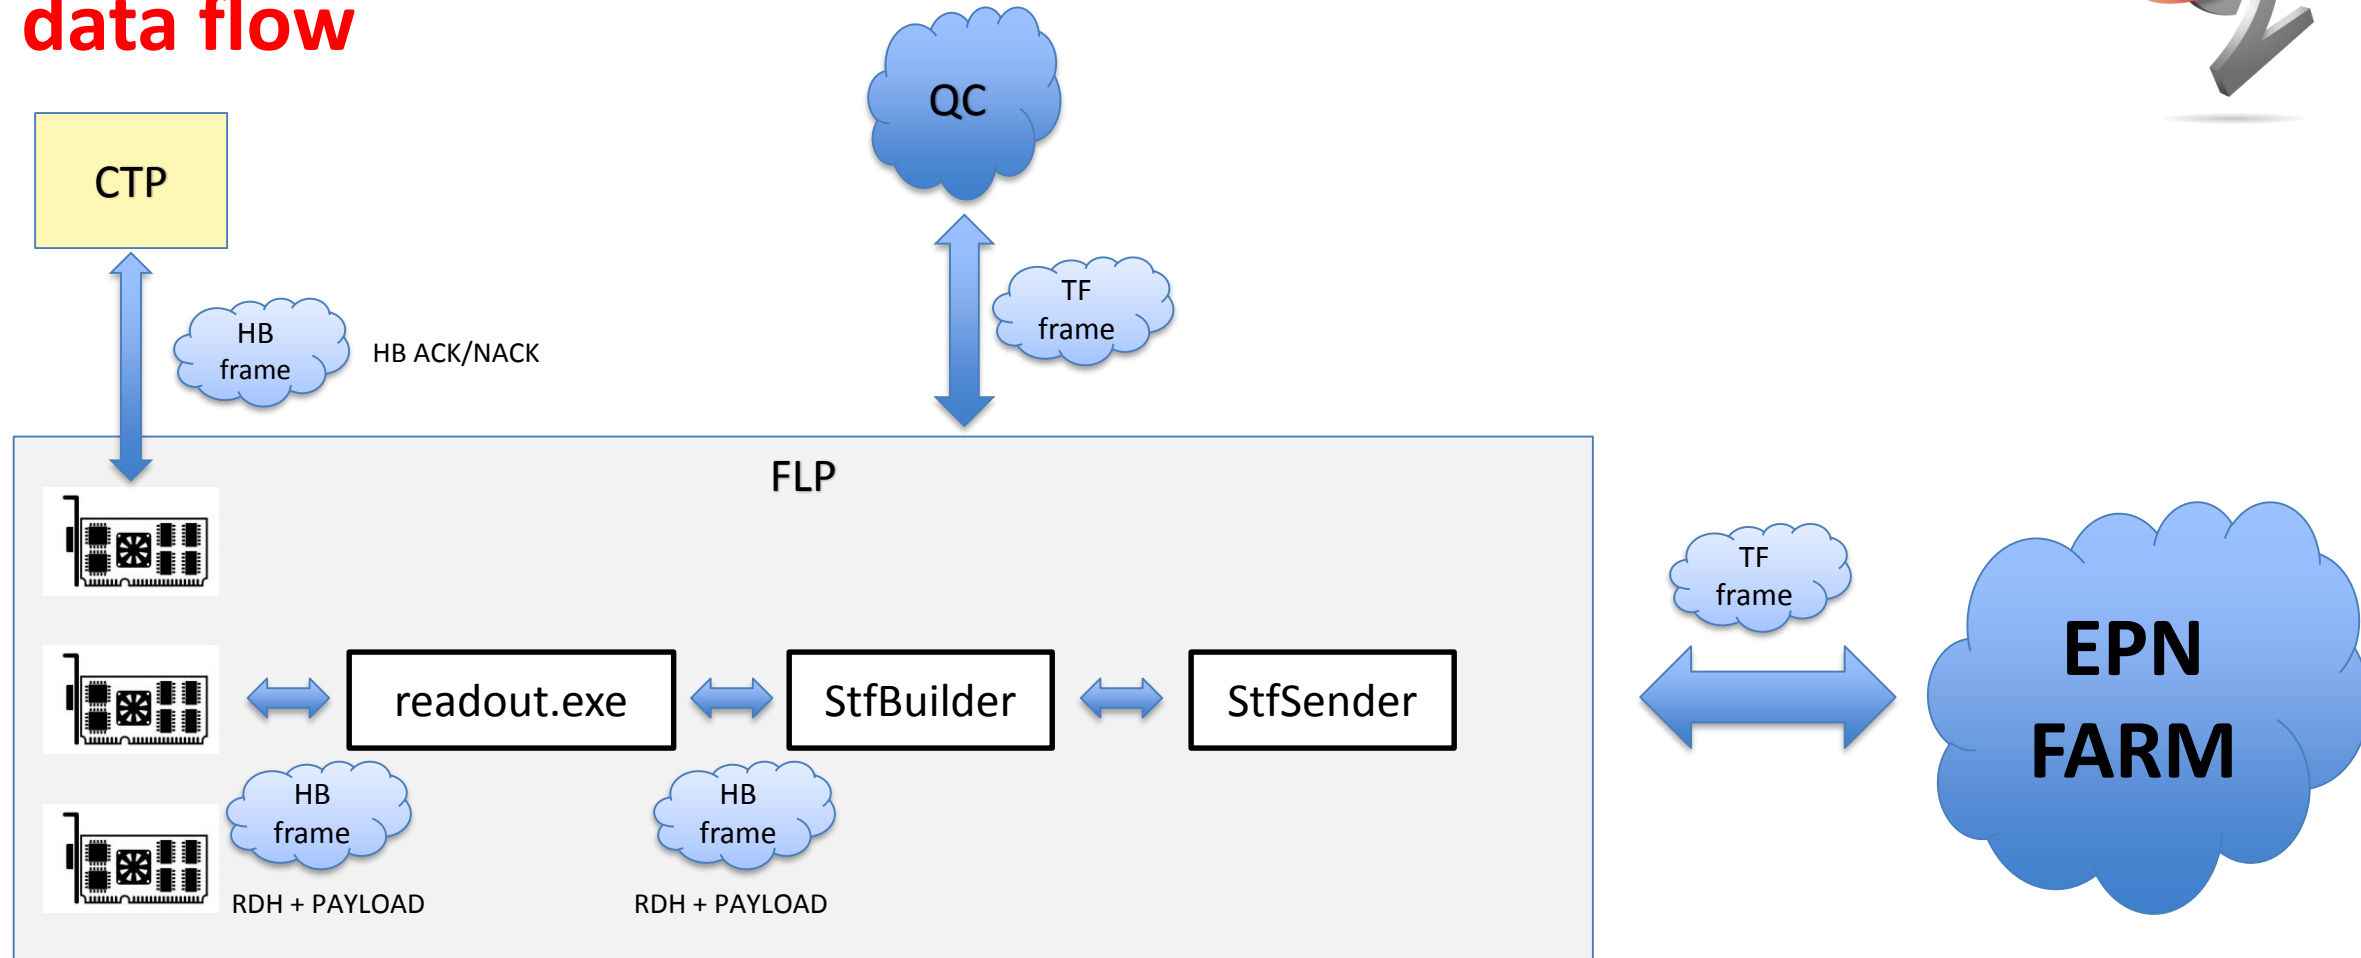 data flow
QC
CTP
TF
frame
HB
frame
HB ACK/NACK
FLP
TF
frame
EPN
FARM
readout.exe
StfBuilder
StfSender
HB
frame
HB
frame
RDH + PAYLOAD
RDH + PAYLOAD